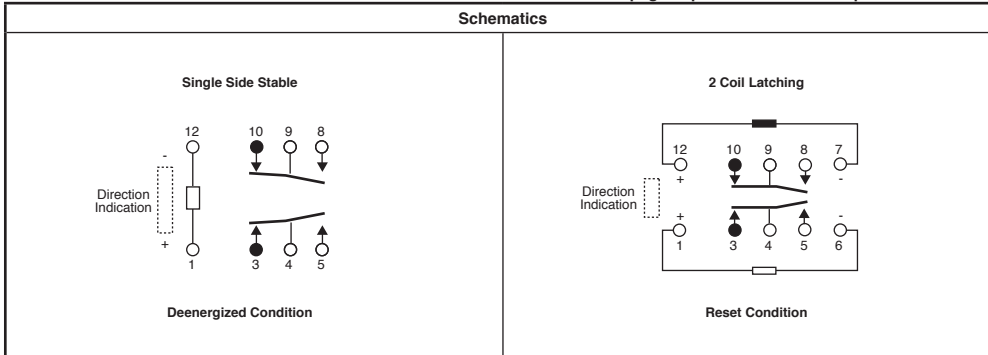 Schematics
Single Side Stable
12 10 9 8
-
Direction
Indication
+
1 3 4 5
Deenergized Condition
2 Coil Latching
12 10 9 8 7
+ -
Direction
Indication
+ -
1 3 4 5 6
Reset Condition